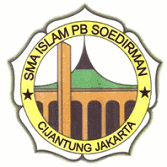 SMA ISLAM PB SOEDIRMAN
CIJANTUNG JAKARTA